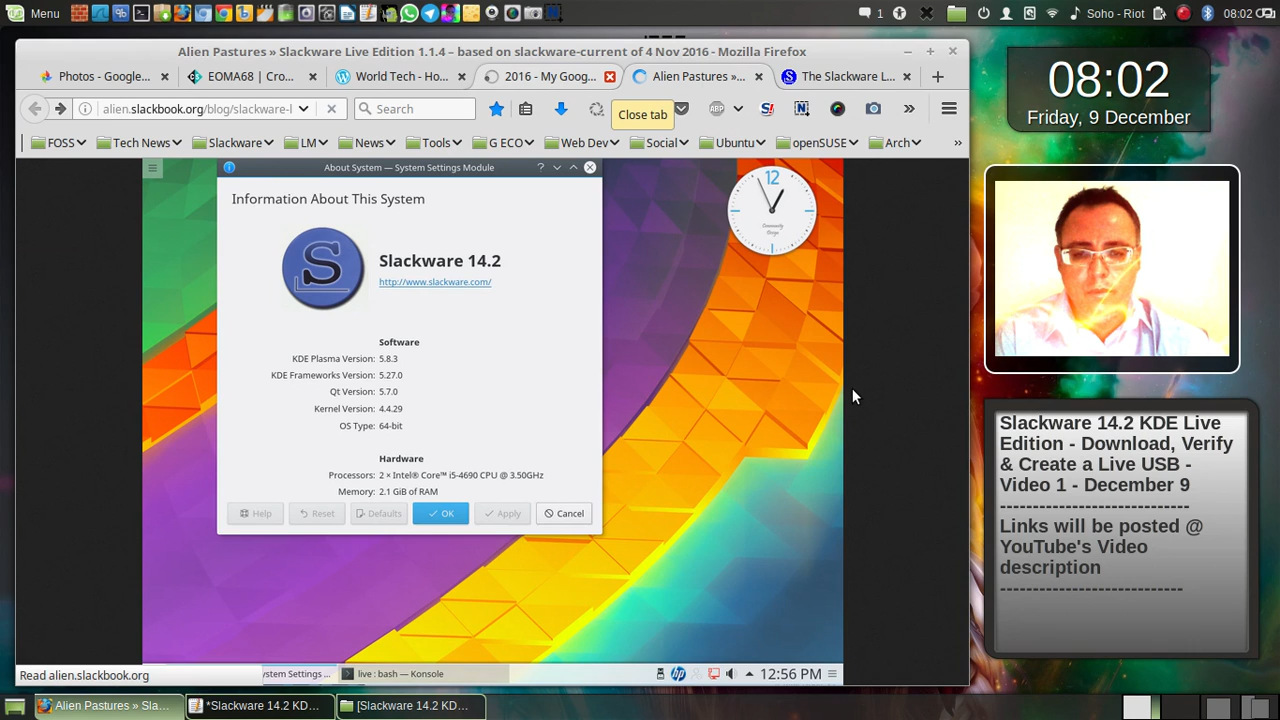 Menu
1
Soho - Riot
08:02
Alien Pastures » Slackware Live Edition 1.1.4 – based on slackware-current of 4 Nov 2016 - Mozilla Firefox
Photos - Google...
EOMA68 | Cro...
World Tech - Ho...
2016 - My Goog...
Alien Pastures »...
The Slackware L...
alien.slackbook.org/blog/slackware-l
Search
Close tab
ABP
FOSS
Tech News
Slackware
LM
News
Tools
G ECO
Web Dev
Social
Ubuntu
openSUSE
Arch
About System — System Settings Module
Information About This System
Slackware 14.2
http://www.slackware.com/
Software
KDE Plasma Version: 5.8.3
KDE Frameworks Version: 5.27.0
Qt Version: 5.7.0
Kernel Version: 4.4.29
OS Type: 64-bit
Hardware
Processors: 2 × Intel® Core™ i5-4690 CPU @ 3.50GHz
Memory: 2.1 GiB of RAM
Help
Reset
Defaults
OK
Apply
Cancel
12
Read alien.slackbook.org
ystem Settings ...
live : bash — Konsole
hp
12:56 PM
08:02
Friday, 9 December
Slackware 14.2 KDE Live
Edition - Download, Verify
& Create a Live USB -
Video 1 - December 9
----------------------------
Links will be posted @
YouTube's Video
description
---------------------------
Alien Pastures » Sla...
*Slackware 14.2 KD...
[Slackware 14.2 KD...